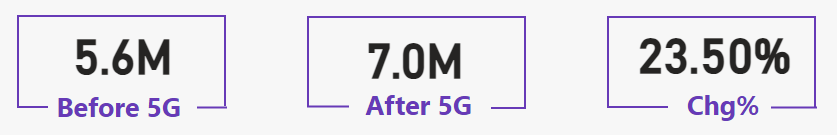 5.6M
Before 5G
7.0M
After 5G
23.50%
Chg%